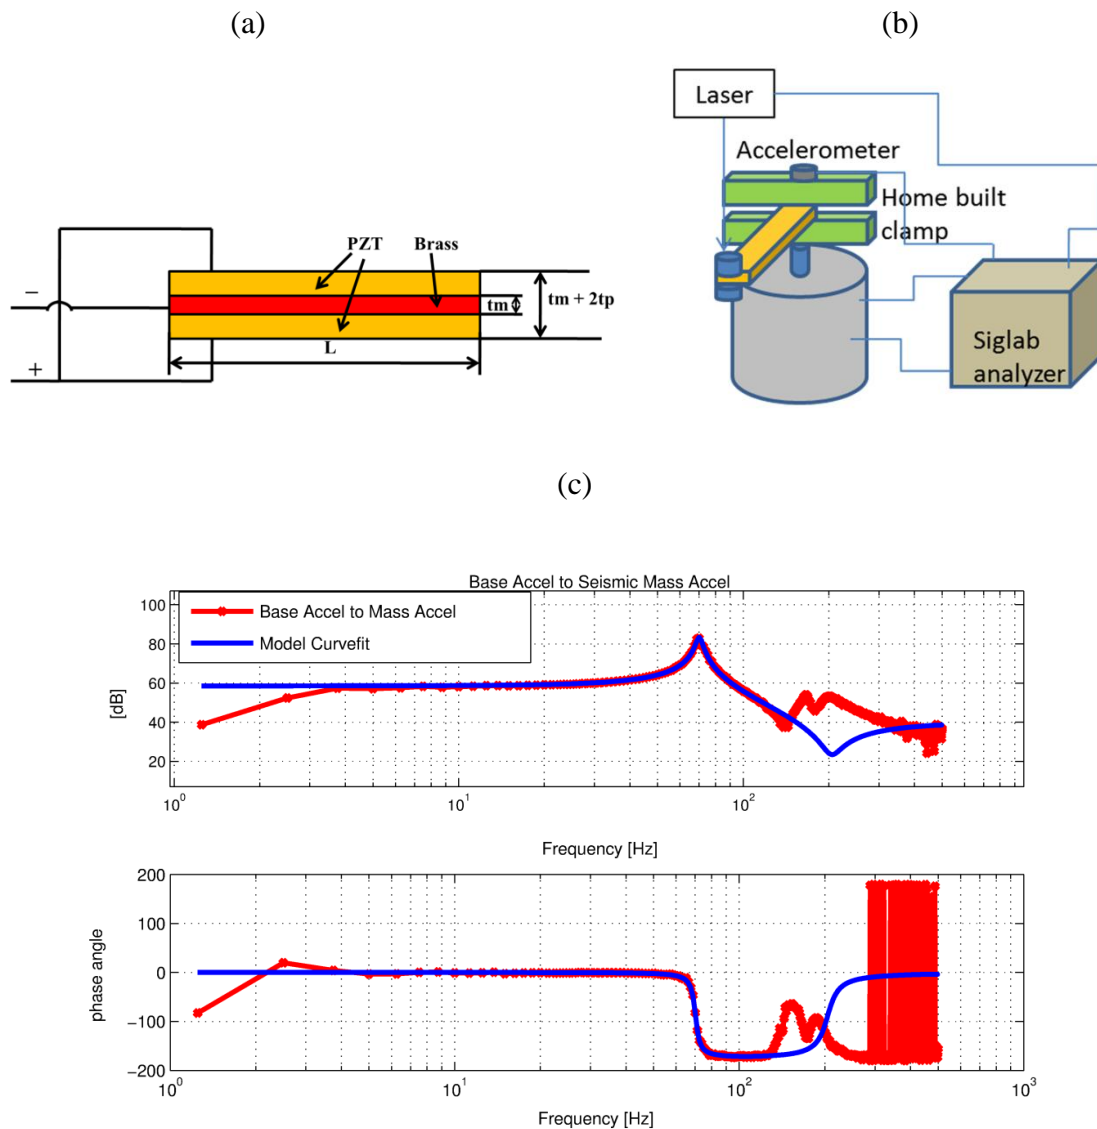 (a)
(b)
PZT
Brass
−
+
tm
tm + 2tp
L
Laser
Accelerometer
Home built
clamp
Siglab
analyzer
(c)
Base Accel to Seismic Mass Accel
Base Accel to Mass Accel
Model Curvefit
[dB]
100
80
60
40
20
10^0
10^1
10^2
Frequency [Hz]
phase angle
200
100
0
−100
−200
10^0
10^1
10^2
10^3
Frequency [Hz]